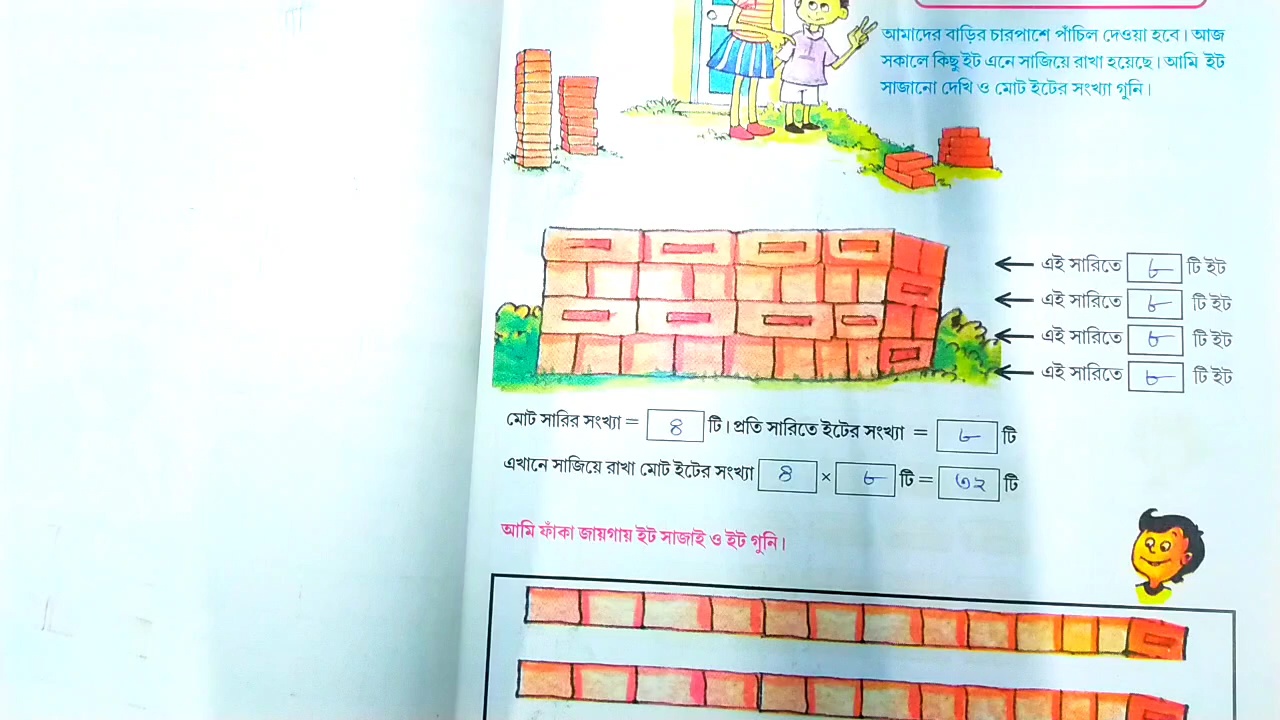 আমাদের বাড়ির চারপাশে পাঁচিল দেওয়া হবে। আজ
সকালে কিছু ইট এনে সাজিয়ে রাখা হয়েছে। আমি ইট
সাজানো দেখি ও মোট ইটের সংখ্যা গুনি।
← এই সারিতে ৮ টি ইট
← এই সারিতে ৮ টি ইট
← এই সারিতে ৮ টি ইট
← এই সারিতে ৮ টি ইট
মোট সারির সংখ্যা = ৪ টি। প্রতি সারিতে ইটের সংখ্যা = ৮ টি
এখানে সাজিয়ে রাখা মোট ইটের সংখ্যা ৪ × ৮ টি = ৩২ টি
আমি ফাঁকা জায়গায় ইট সাজাই ও ইট গুনি।